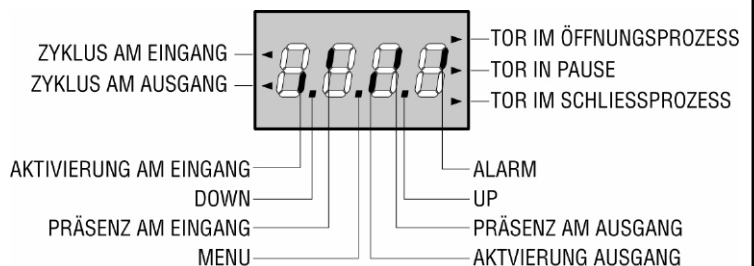 ZYKLUS AM EINGANG
ZYKLUS AM AUSGANG
TOR IM ÖFFNUNGSPROZESS
TOR IN PAUSE
TOR IM SCHLIESSPROZESS
AKTIVIERUNG AM EINGANG
DOWN
PRÄSENZ AM EINGANG
MENU
ALARM
UP
PRÄSENZ AM AUSGANG
AKTVIERUNG AUSGANG